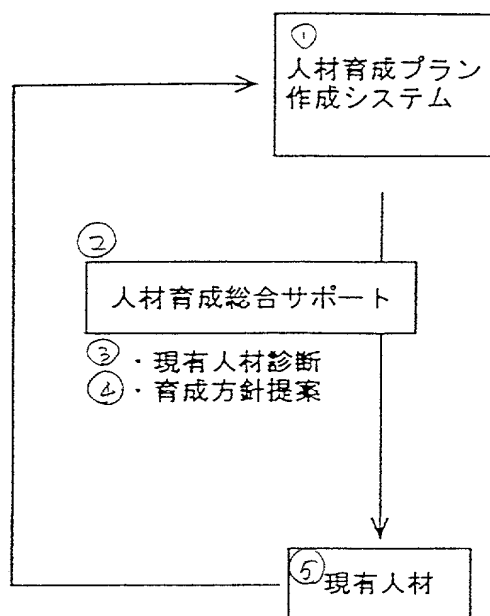 ①
人材育成プラン
作成システム
②
人材育成総合サポート
③・現有人材診断
④・育成方針提案
⑤現有人材